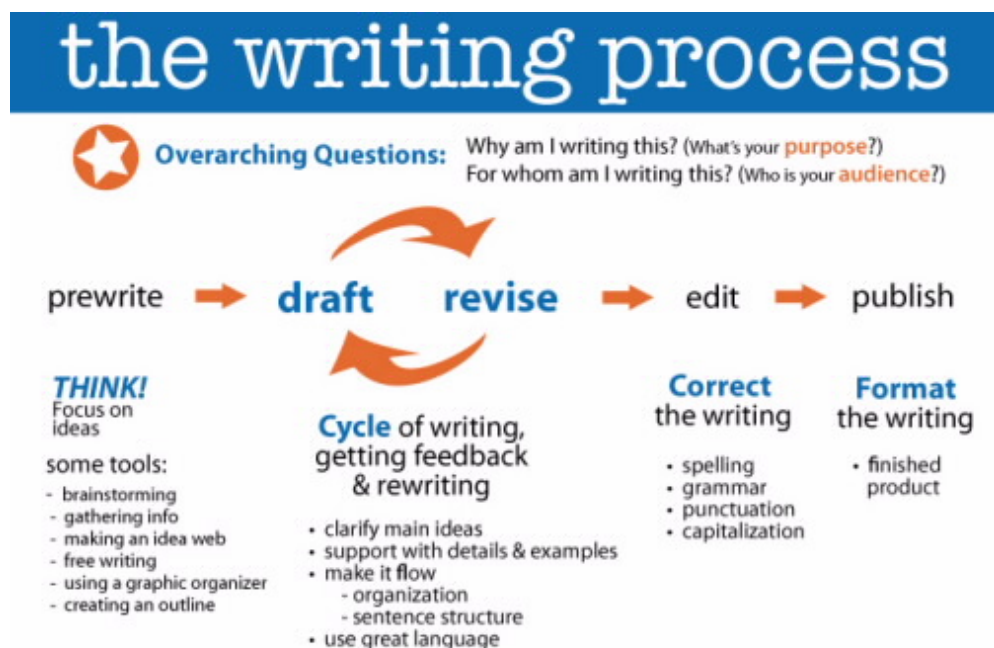 the writing process
Overarching Questions: Why am I writing this? (What's your purpose?)
For whom am I writing this? (Who is your audience?)
prewrite draft revise edit publish
THINK!
Focus on
ideas
some tools:
- brainstorming
- gathering info
- making an idea web
- free writing
- using a graphic organizer
- creating an outline
Cycle of writing,
getting feedback
& rewriting
• clarify main ideas
• support with details & examples
• make it flow
- organization
- sentence structure
• use great language
Correct
the writing
• spelling
• grammar
• punctuation
• capitalization
Format
the writing
• finished
product